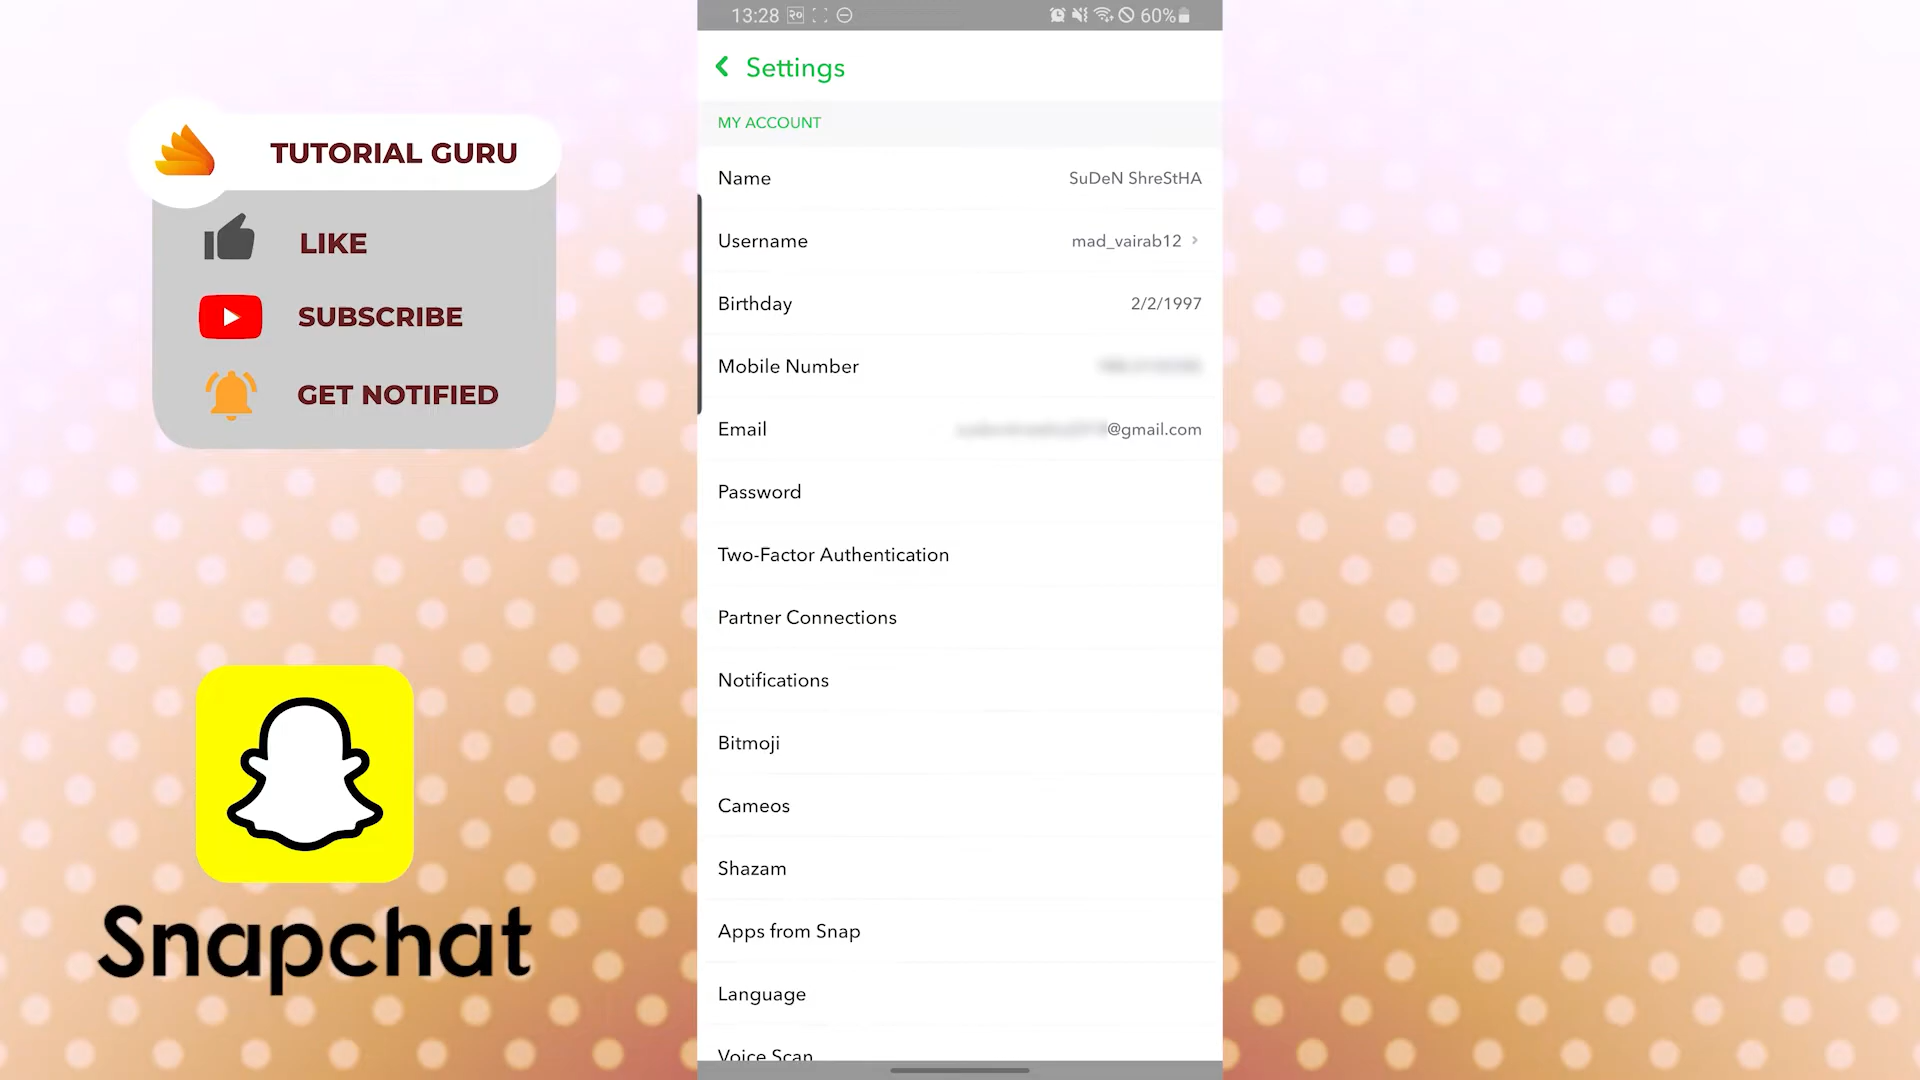 13:28
60%
Settings
MY ACCOUNT
Name SuDeN ShreStHA
Username mad_vairab12
Birthday 2/2/1997
Mobile Number
Email @gmail.com
Password
Two-Factor Authentication
Partner Connections
Notifications
Bitmoji
Cameos
Shazam
Apps from Snap
Language
Voice Scan
TUTORIAL GURU
LIKE
SUBSCRIBE
GET NOTIFIED
Snapchat